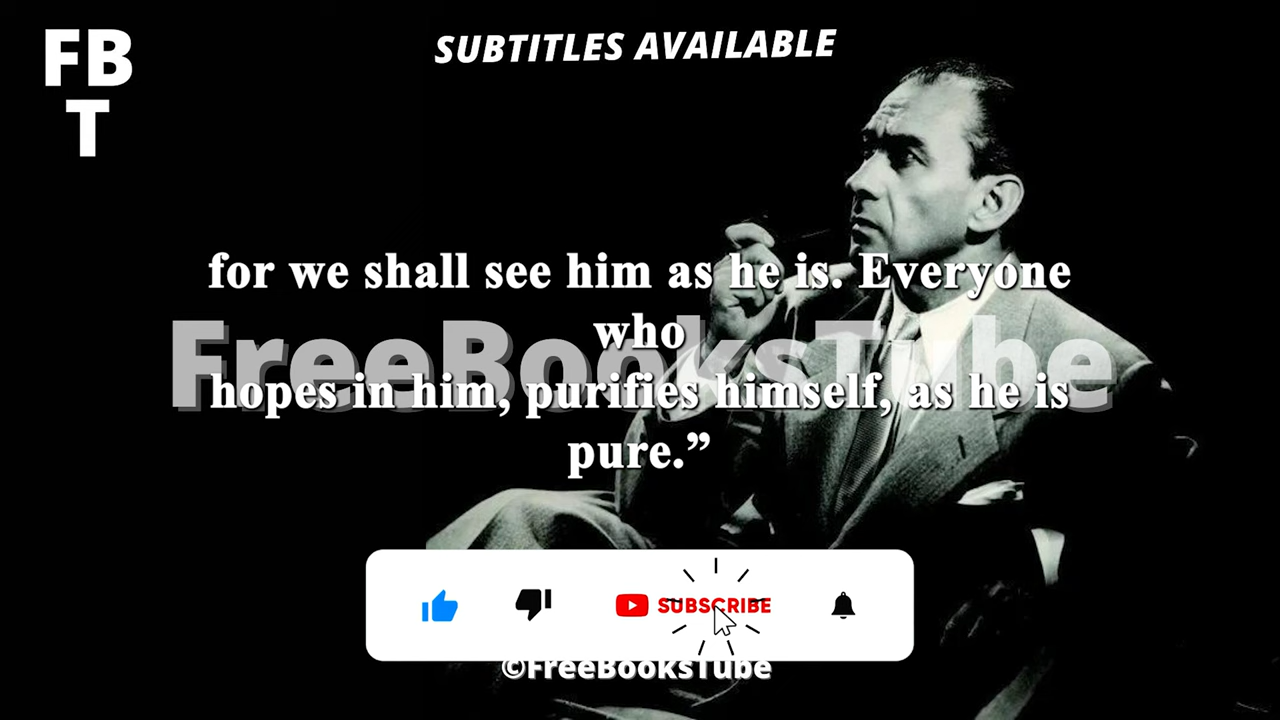 FB
T
SUBTITLES AVAILABLE
for we shall see him as he is. Everyone
who
FreeBooksTube
hopes in him, purifies himself, as he is
pure.”
SUBSCRIBE
©FreeBooksTube